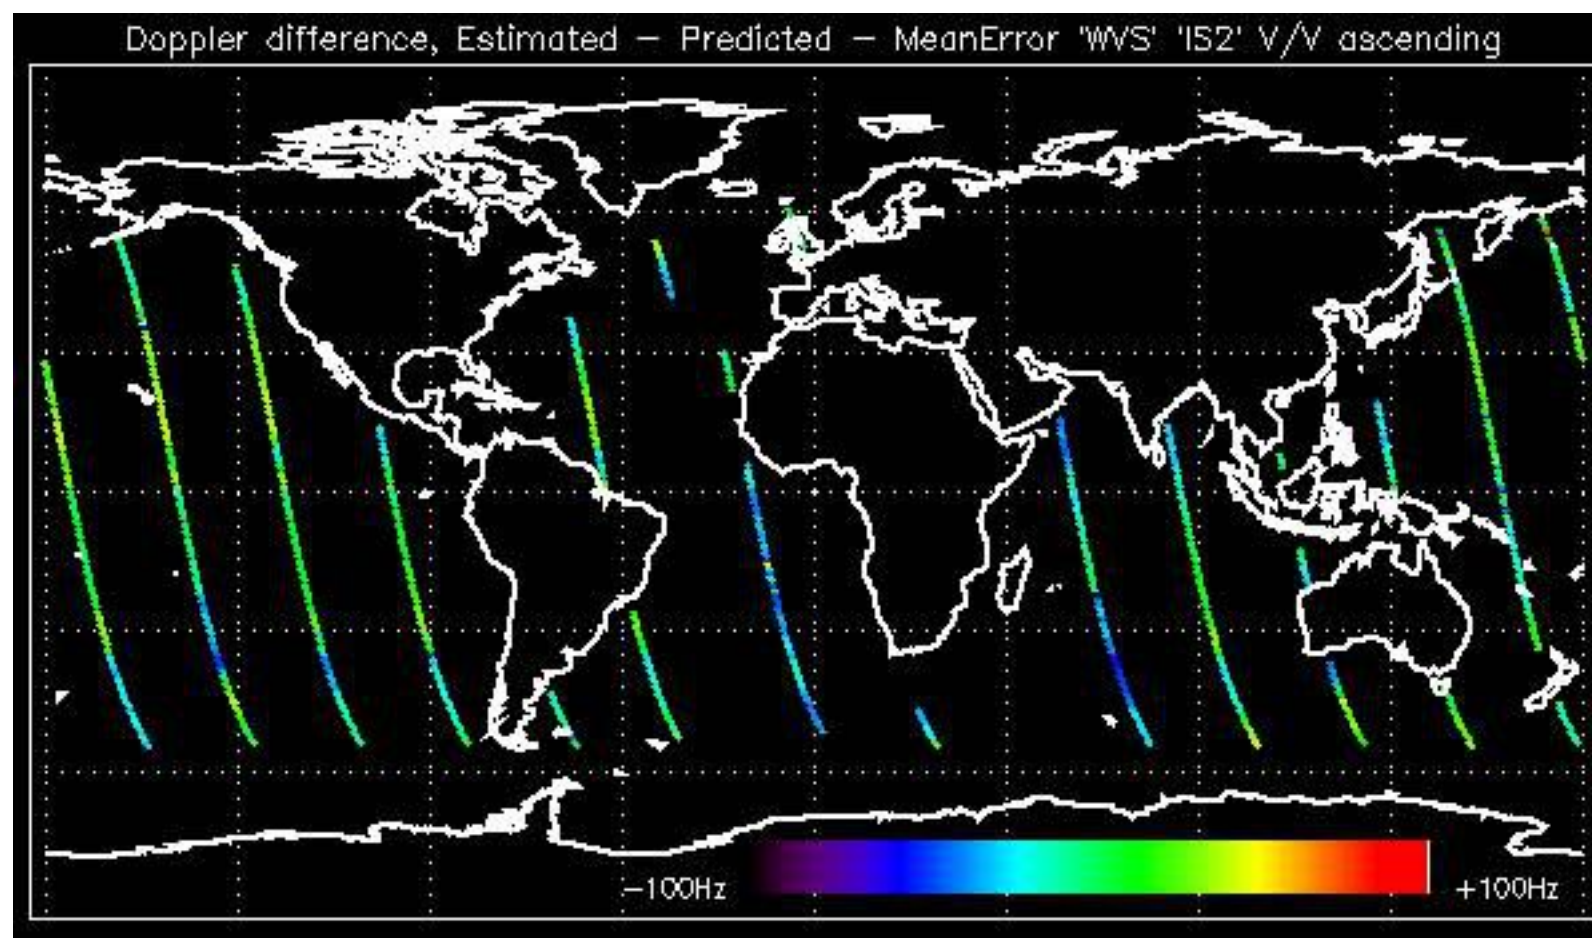 Doppler difference, Estimated – Predicted – MeanError 'WVS' 'IS2' V/V ascending
–100Hz
+100Hz